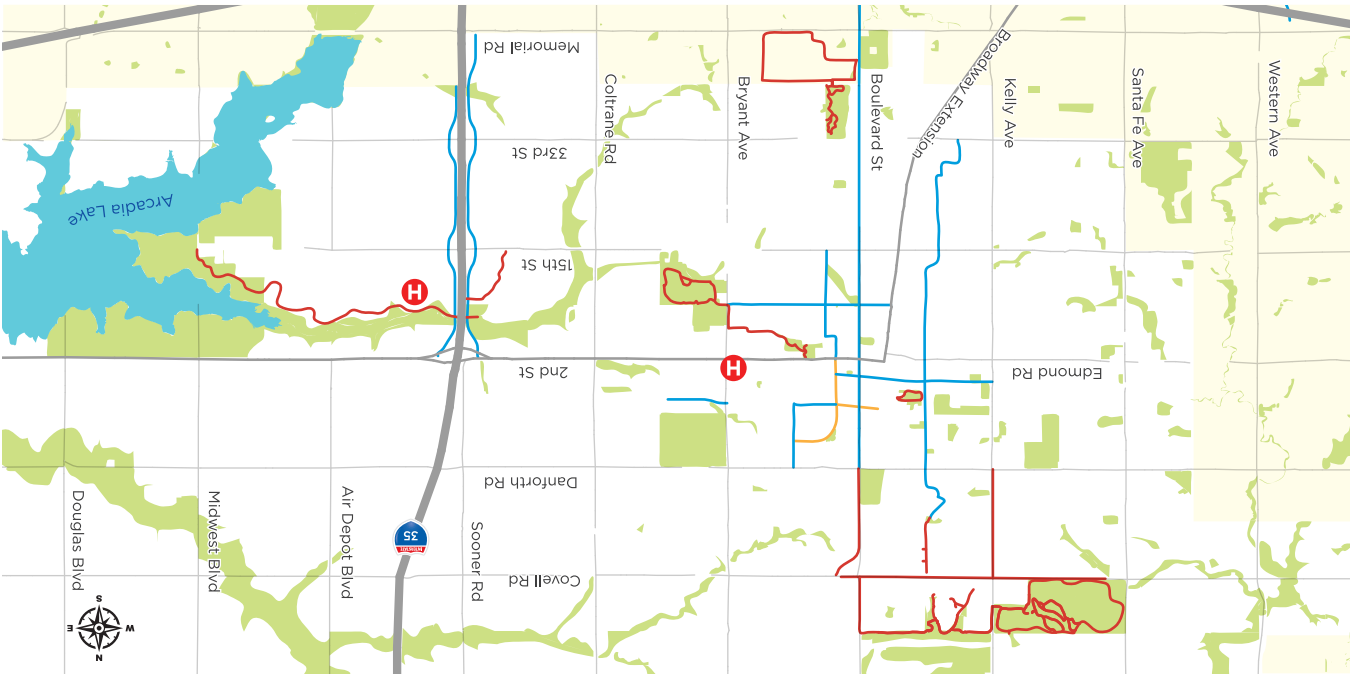 Memorial Rd
Broadway Extension
Western Ave
Santa Fe Ave
Coltrane Rd
Bryant Ave
Boulevard St
Kelly Ave
33rd St
Arcadia Lake
15th St
H
2nd St
H
Edmond Rd
Danforth Rd
Douglas Blvd
Midwest Blvd
Air Depot Blvd
INTERSTATE
35
Sooner Rd
Covell Rd
S
E
W
N